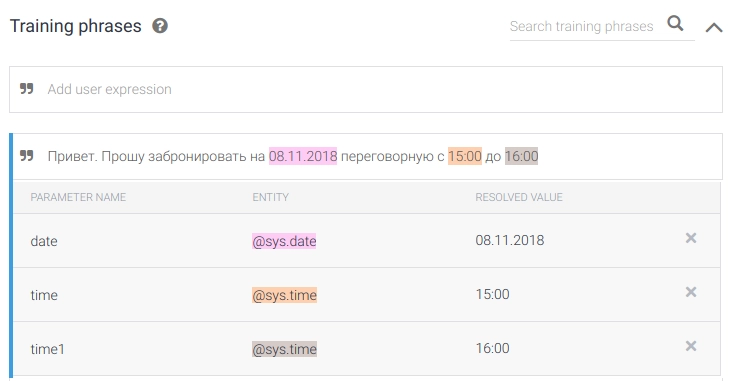 Training phrases ?
Search training phrases
Add user expression
Привет. Прошу забронировать на 08.11.2018 переговорную с 15:00 до 16:00
PARAMETER NAME ENTITY RESOLVED VALUE
date @sys.date 08.11.2018
time @sys.time 15:00
time1 @sys.time 16:00